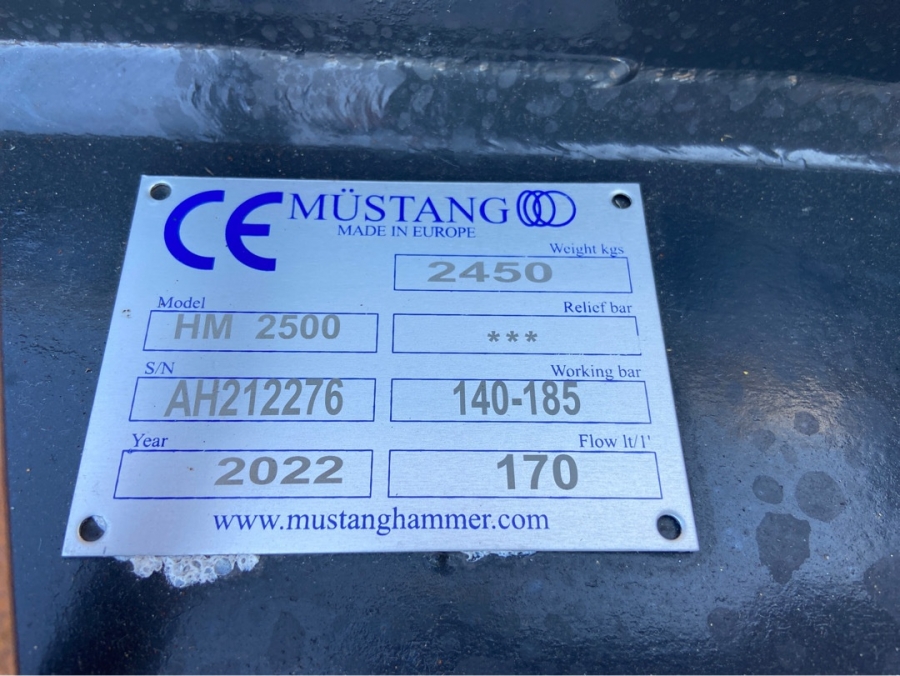 CE MÜSTANG
MADE IN EUROPE
Weight kgs
2450
Model
HM 2500
Relief bar
***
S/N
AH212276
Working bar
140-185
Year
2022
Flow lt/1'
170
www.mustanghammer.com